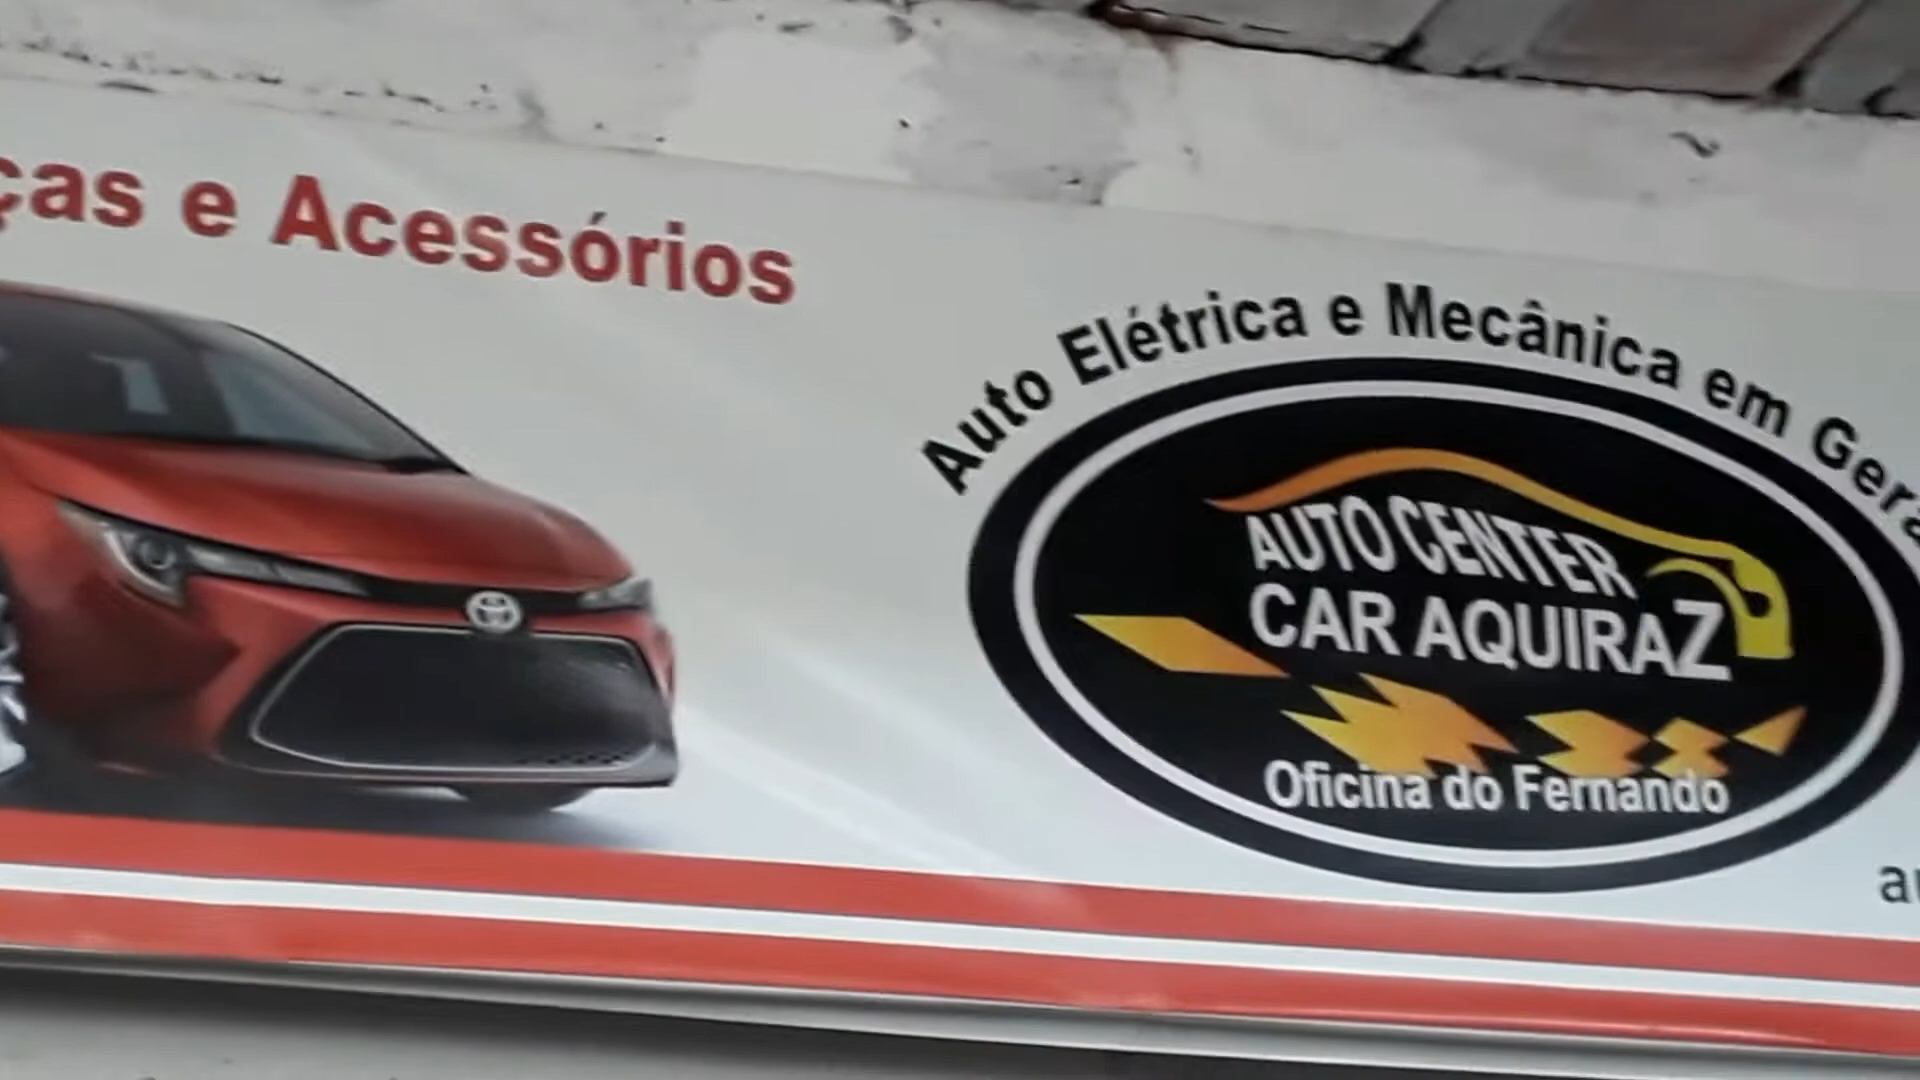 ças e Acessórios
Auto Elétrica e Mecânica em Gera
AUTO CENTER
CAR AQUIRAZ
Oficina do Fernando